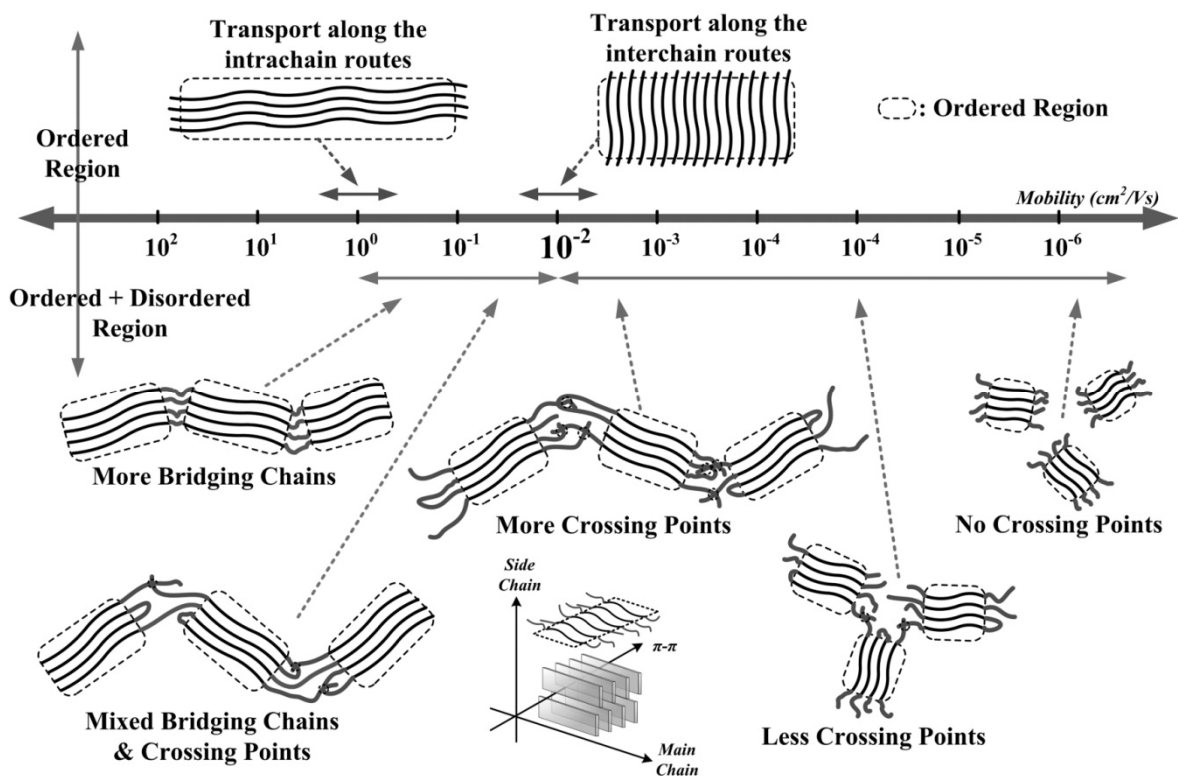 Transport along the
intrachain routes
Transport along the
interchain routes
: Ordered Region
Ordered
Region
Mobility (cm²/Vs)
10² 10¹ 10⁰ 10⁻¹ 10⁻² 10⁻³ 10⁻⁴ 10⁻⁴ 10⁻⁵ 10⁻⁶
Ordered + Disordered
Region
More Bridging Chains
More Crossing Points
No Crossing Points
Mixed Bridging Chains
& Crossing Points
Side
Chain
π-π
Main
Chain
Less Crossing Points